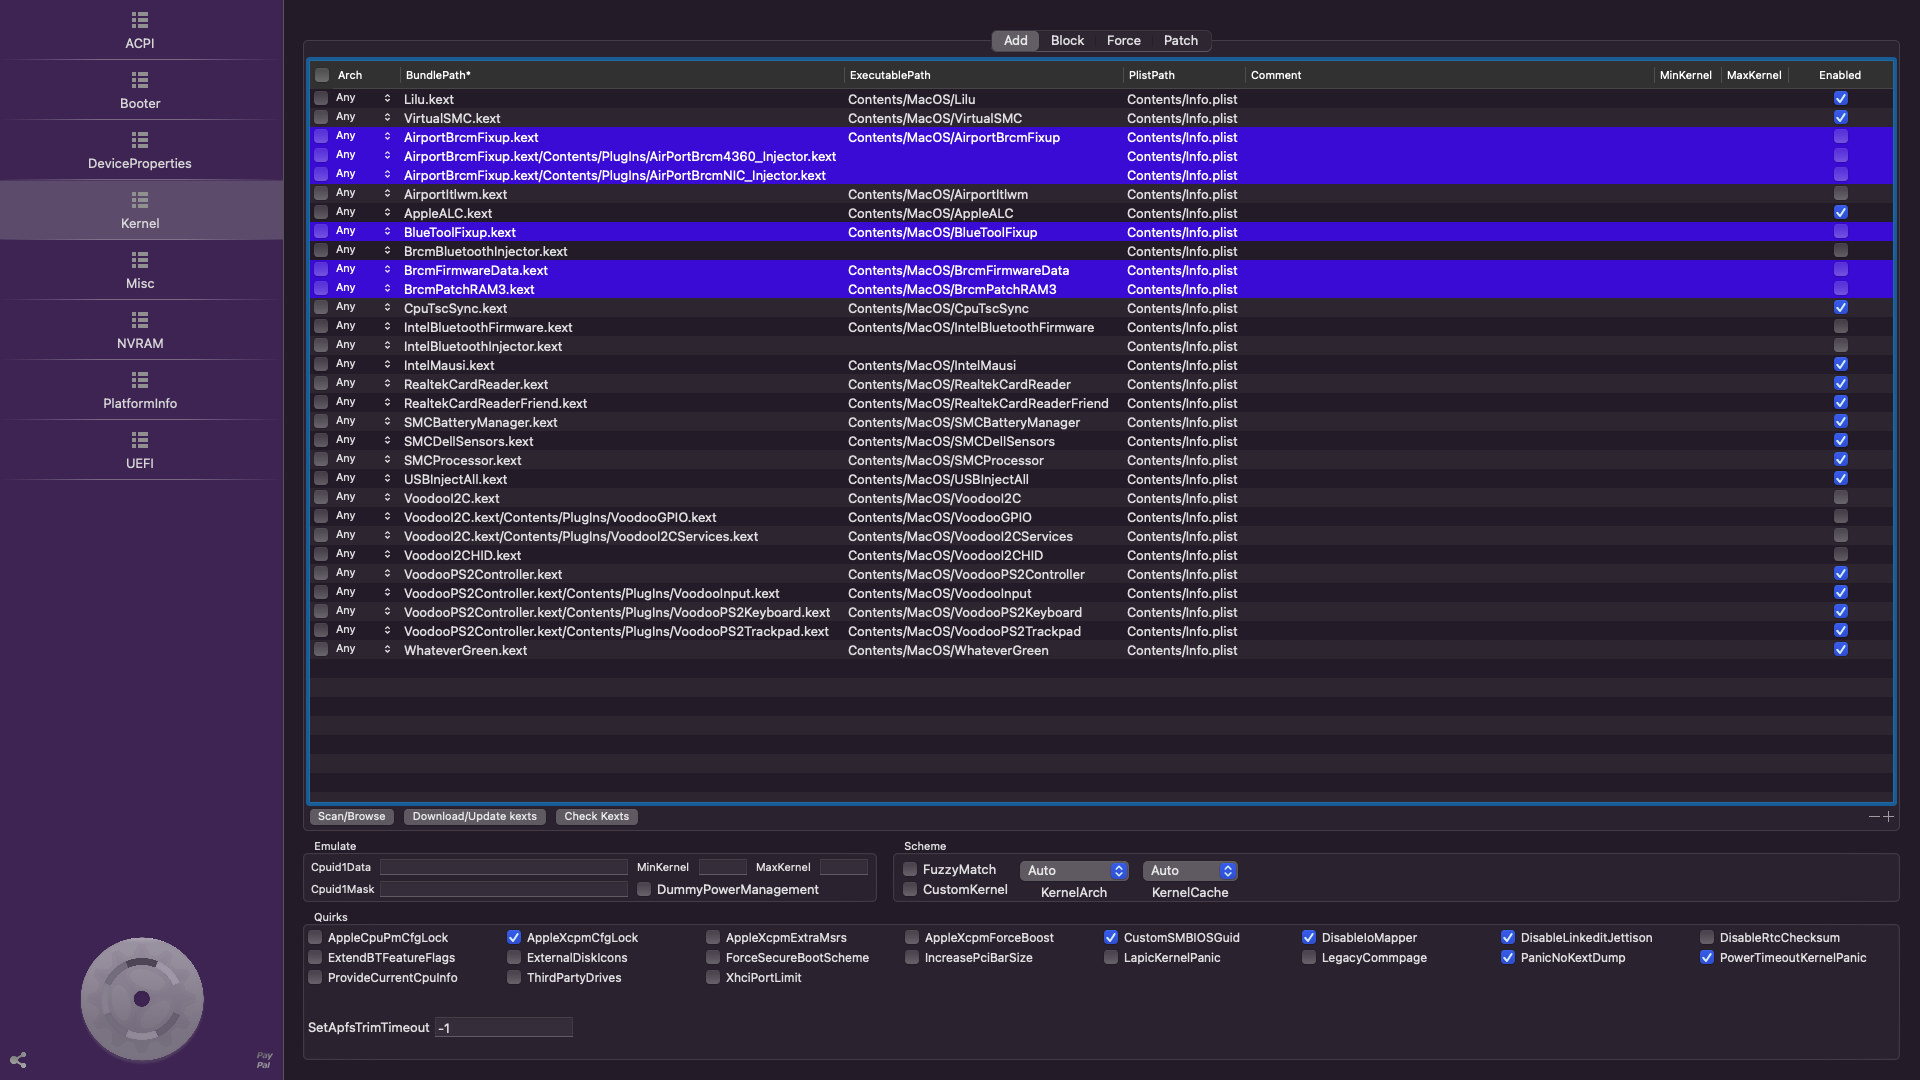 ACPI
Booter
DeviceProperties
Kernel
Misc
NVRAM
PlatformInfo
UEFI
PayPal
Add Block Force Patch
Arch BundlePath* ExecutablePath PlistPath Comment MinKernel MaxKernel Enabled
Any Lilu.kext Contents/MacOS/Lilu Contents/Info.plist
Any VirtualSMC.kext Contents/MacOS/VirtualSMC Contents/Info.plist
Any AirportBrcmFixup.kext Contents/MacOS/AirportBrcmFixup Contents/Info.plist
Any AirportBrcmFixup.kext/Contents/PlugIns/AirPortBrcm4360_Injector.kext Contents/Info.plist
Any AirportBrcmFixup.kext/Contents/PlugIns/AirPortBrcmNIC_Injector.kext Contents/Info.plist
Any AirportItlwm.kext Contents/MacOS/AirportItlwm Contents/Info.plist
Any AppleALC.kext Contents/MacOS/AppleALC Contents/Info.plist
Any BlueToolFixup.kext Contents/MacOS/BlueToolFixup Contents/Info.plist
Any BrcmBluetoothInjector.kext Contents/Info.plist
Any BrcmFirmwareData.kext Contents/MacOS/BrcmFirmwareData Contents/Info.plist
Any BrcmPatchRAM3.kext Contents/MacOS/BrcmPatchRAM3 Contents/Info.plist
Any CpuTscSync.kext Contents/MacOS/CpuTscSync Contents/Info.plist
Any IntelBluetoothFirmware.kext Contents/MacOS/IntelBluetoothFirmware Contents/Info.plist
Any IntelBluetoothInjector.kext Contents/Info.plist
Any IntelMausi.kext Contents/MacOS/IntelMausi Contents/Info.plist
Any RealtekCardReader.kext Contents/MacOS/RealtekCardReader Contents/Info.plist
Any RealtekCardReaderFriend.kext Contents/MacOS/RealtekCardReaderFriend Contents/Info.plist
Any SMCBatteryManager.kext Contents/MacOS/SMCBatteryManager Contents/Info.plist
Any SMCDellSensors.kext Contents/MacOS/SMCDellSensors Contents/Info.plist
Any SMCProcessor.kext Contents/MacOS/SMCProcessor Contents/Info.plist
Any USBInjectAll.kext Contents/MacOS/USBInjectAll Contents/Info.plist
Any VoodooI2C.kext Contents/MacOS/VoodooI2C Contents/Info.plist
Any VoodooI2C.kext/Contents/PlugIns/VoodooGPIO.kext Contents/MacOS/VoodooGPIO Contents/Info.plist
Any VoodooI2C.kext/Contents/PlugIns/VoodooI2CServices.kext Contents/MacOS/VoodooI2CServices Contents/Info.plist
Any VoodooI2CHID.kext Contents/MacOS/VoodooI2CHID Contents/Info.plist
Any VoodooPS2Controller.kext Contents/MacOS/VoodooPS2Controller Contents/Info.plist
Any VoodooPS2Controller.kext/Contents/PlugIns/VoodooInput.kext Contents/MacOS/VoodooInput Contents/Info.plist
Any VoodooPS2Controller.kext/Contents/PlugIns/VoodooPS2Keyboard.kext Contents/MacOS/VoodooPS2Keyboard Contents/Info.plist
Any VoodooPS2Controller.kext/Contents/PlugIns/VoodooPS2Trackpad.kext Contents/MacOS/VoodooPS2Trackpad Contents/Info.plist
Any WhateverGreen.kext Contents/MacOS/WhateverGreen Contents/Info.plist
Scan/Browse Download/Update kexts Check Kexts
Emulate
Cpuid1Data MinKernel MaxKernel
Cpuid1Mask DummyPowerManagement
Scheme
FuzzyMatch Auto Auto
CustomKernel KernelArch KernelCache
Quirks
AppleCpuPmCfgLock AppleXcpmCfgLock AppleXcpmExtraMsrs AppleXcpmForceBoost CustomSMBIOSGuid DisableIoMapper DisableLinkeditJettison DisableRtcChecksum
ExtendBTFeatureFlags ExternalDiskIcons ForceSecureBootScheme IncreasePciBarSize LapicKernelPanic LegacyCommpage PanicNoKextDump PowerTimeoutKernelPanic
ProvideCurrentCpuInfo ThirdPartyDrives XhciPortLimit
SetApfsTrimTimeout -1